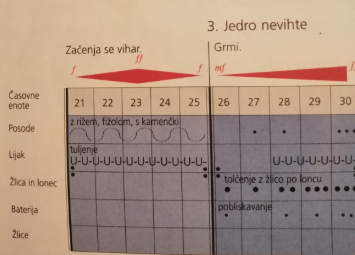 3. Jedro nevihte
Začenja se vihar.
Grmi.
f ff f mf f
Časovne enote 21 22 23 24 25 26 27 28 29 30
Posode z rižem, fižolom, s kamenčki
Lijak tuljenje
U-U-U-U-U-U-U-U-U-U-U-U-U-U-U- U-U-U-U-U-U-U-U
Žlica in lonec tolčenje z žlico po loncu
Baterija pobliskavanje
Žlice